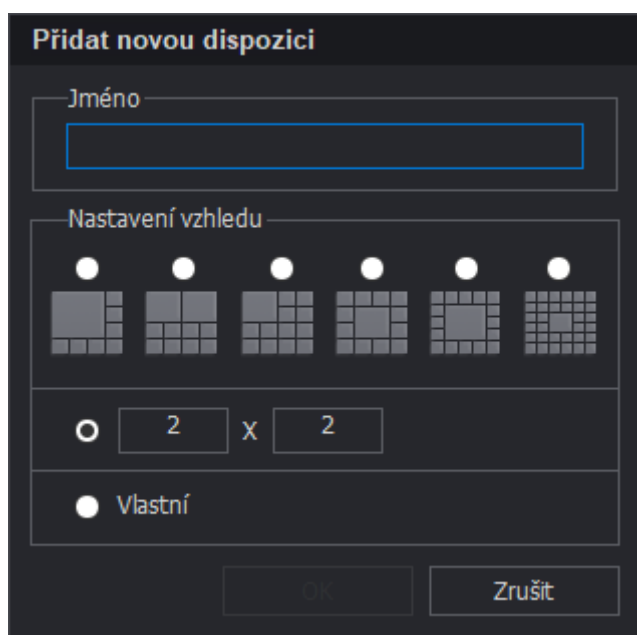 Přidat novou dispozici
Jméno
Nastavení vzhledu
2 X 2
Vlastní
OK Zrušit